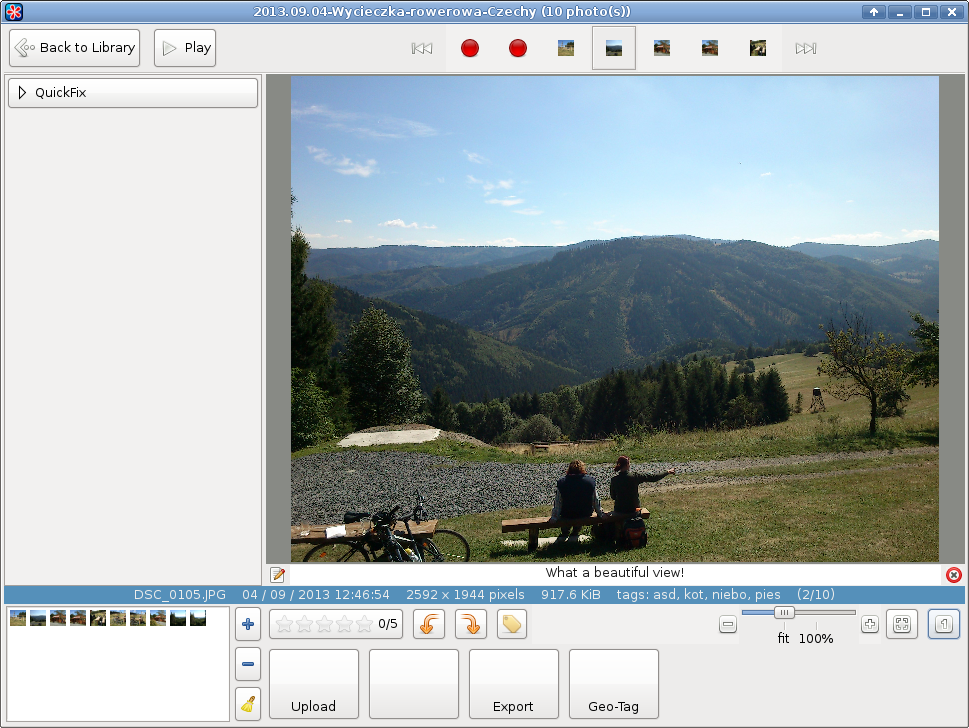 2013.09.04-Wycieczka-rowerowa-Czechy (10 photo(s))
Back to Library
Play
QuickFix
What a beautiful view!
DSC_0105.JPG 04 / 09 / 2013 12:46:54 2592 x 1944 pixels 917.6 KiB tags: asd, kot, niebo, pies (2/10)
0/5
fit 100%
1
Upload
Export
Geo-Tag